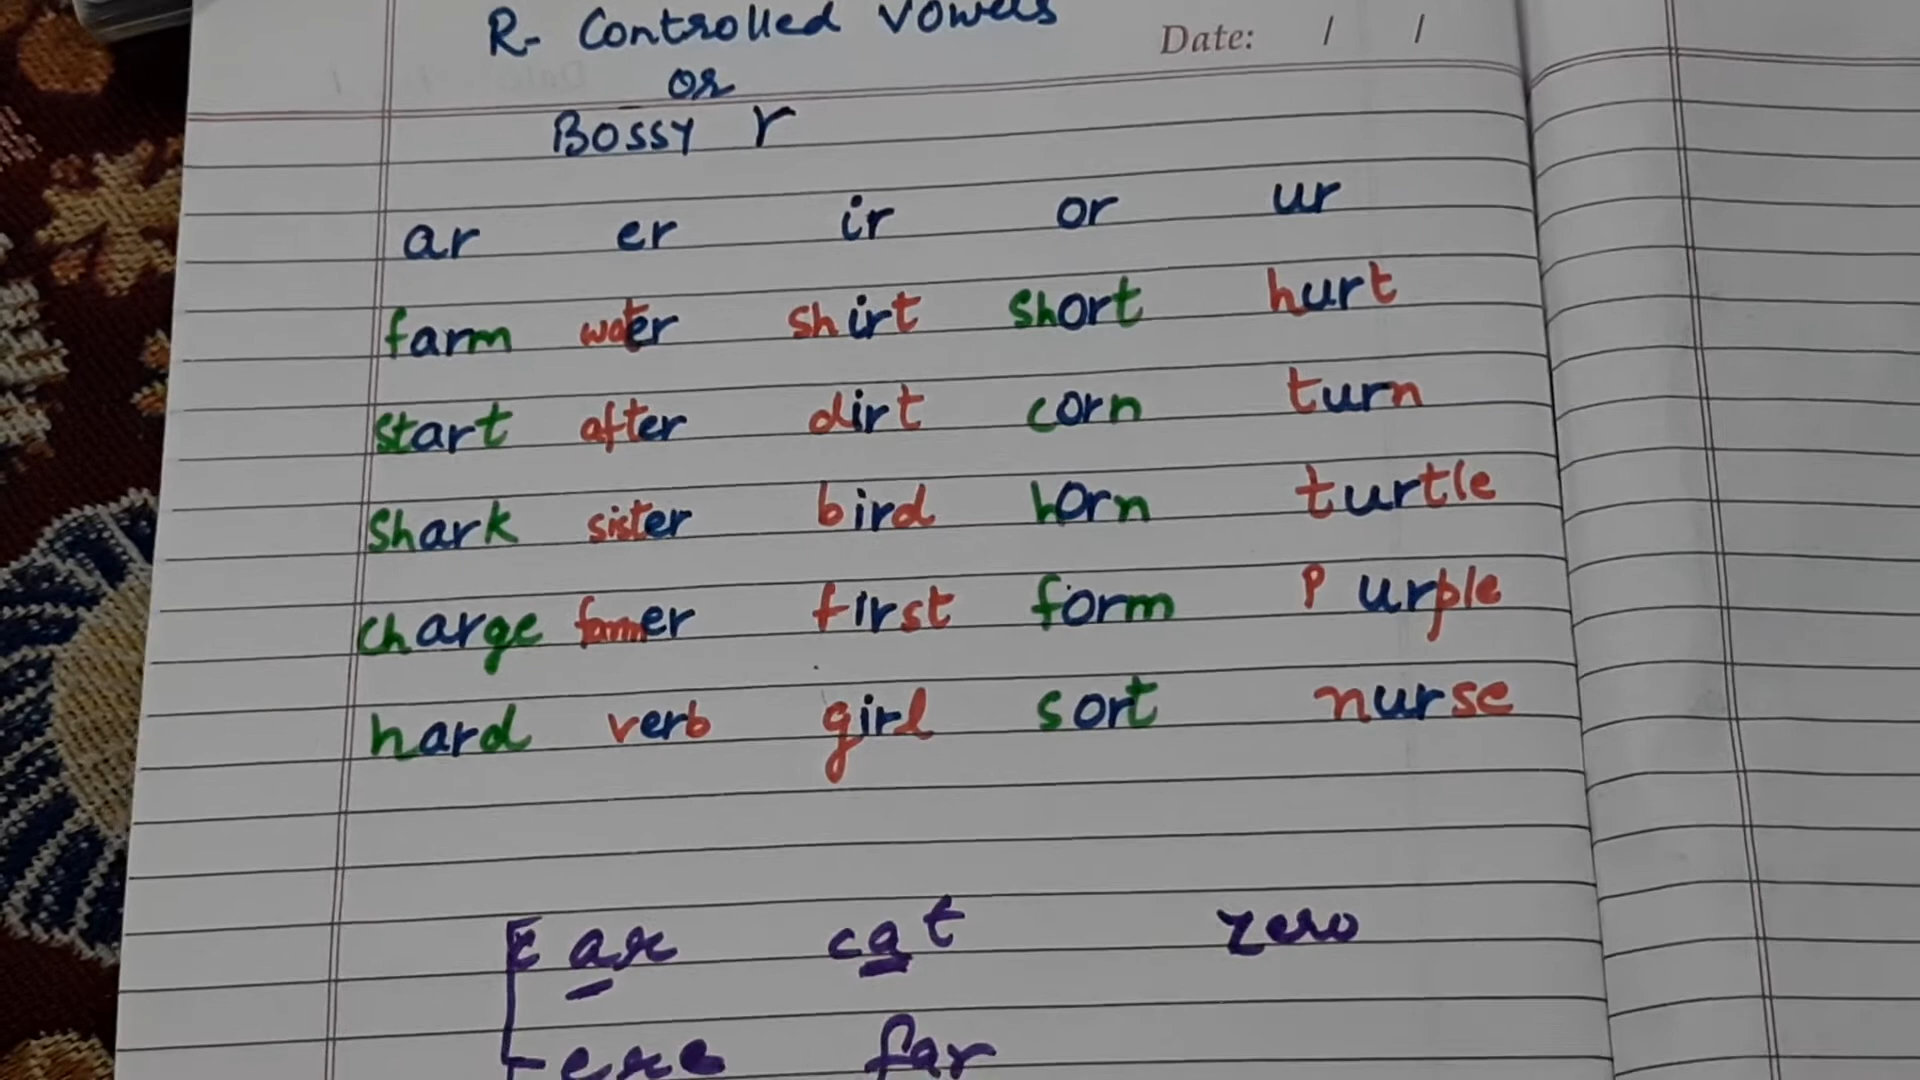 R- Controlled Vowels
Date: / /
or
Bossy r
ar er ir or ur
farm water shirt short hurt
start after dirt corn turn
Shark sister bird horn turtle
charge farmer first form Purple
hard verb girl sort nurse
car cat zero
far